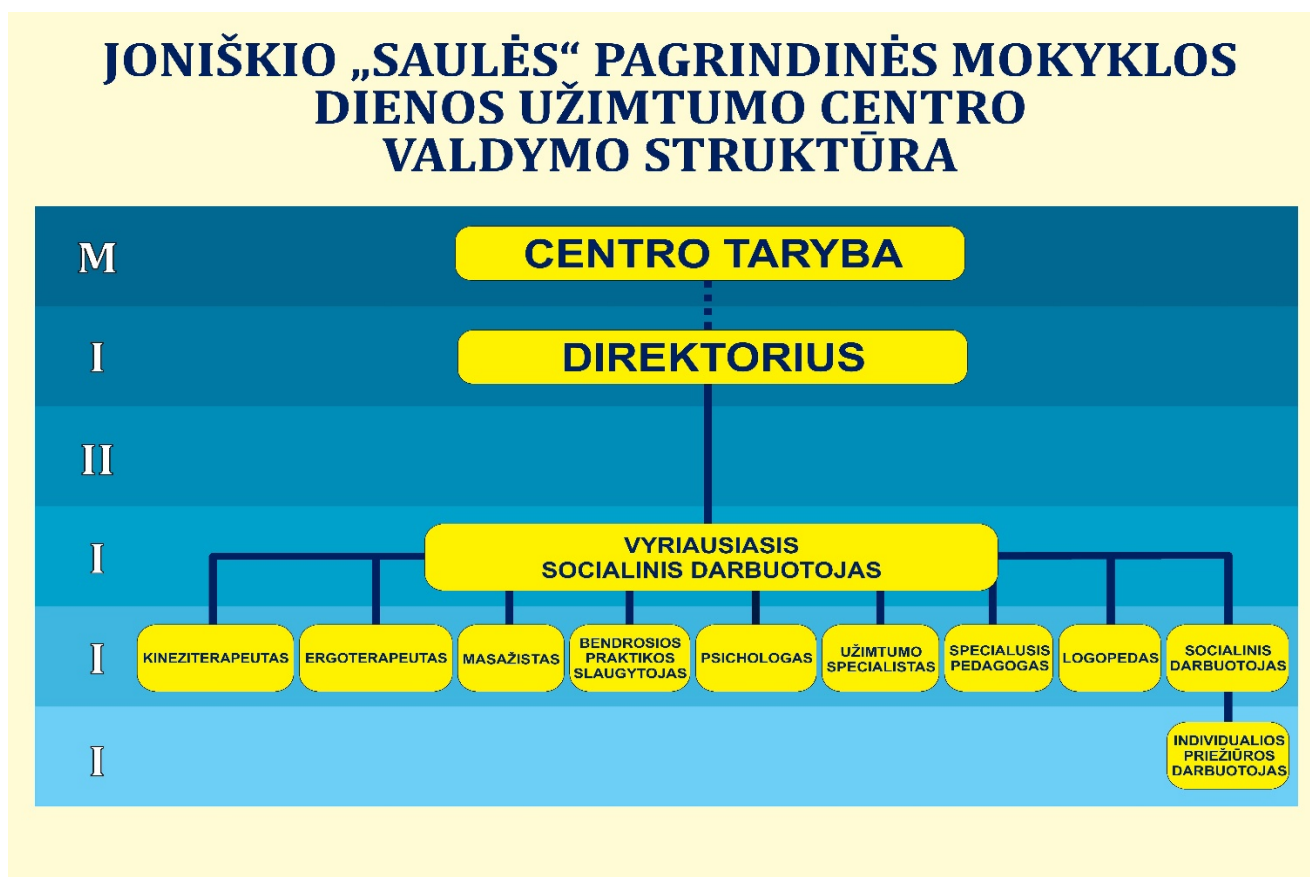 JONIŠKIO „SAULĖS“ PAGRINDINĖS MOKYKLOS
DIENOS UŽIMTUMO CENTRO
VALDYMO STRUKTŪRA
M
CENTRO TARYBA
I
DIREKTORIUS
II
I
VYRIAUSIASIS
SOCIALINIS DARBUOTOJAS
I
KINEZITERAPEUTAS
ERGOTERAPEUTAS
MASAŽISTAS
BENDROSIOS
PRAKTIKOS
SLAUGYTOJAS
PSICHOLOGAS
UŽIMTUMO
SPECIALISTAS
SPECIALUSIS
PEDAGOGAS
LOGOPEDAS
SOCIALINIS
DARBUOTOJAS
I
INDIVIDUALIOS
PRIEŽIŪROS
DARBUOTOJAS